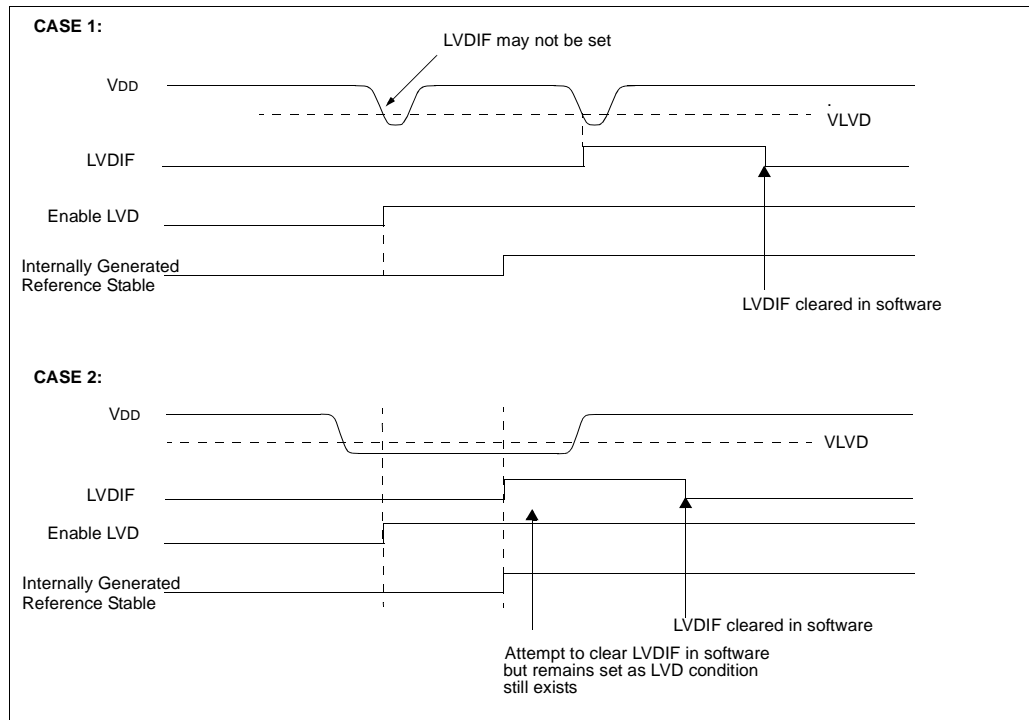 CASE 1:
LVDIF may not be set
VDD
.
VLVD
LVDIF
Enable LVD
Internally Generated
Reference Stable
LVDIF cleared in software
CASE 2:
VDD
VLVD
LVDIF
Enable LVD
Internally Generated
Reference Stable
LVDIF cleared in software
Attempt to clear LVDIF in software
but remains set as LVD condition
still exists